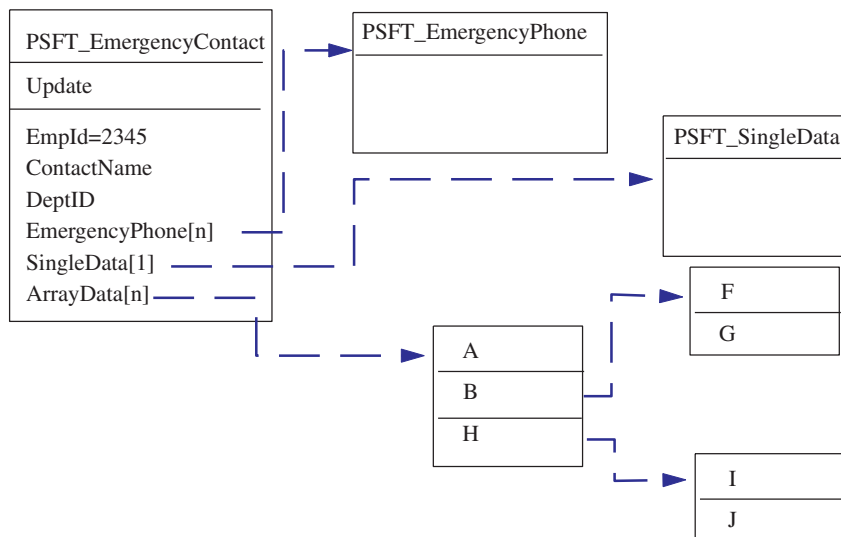 PSFT_EmergencyContact
Update
EmpId=2345
ContactName
DeptID
EmergencyPhone[n]
SingleData[1]
ArrayData[n]
PSFT_EmergencyPhone
PSFT_SingleData
A
B
H
F
G
I
J